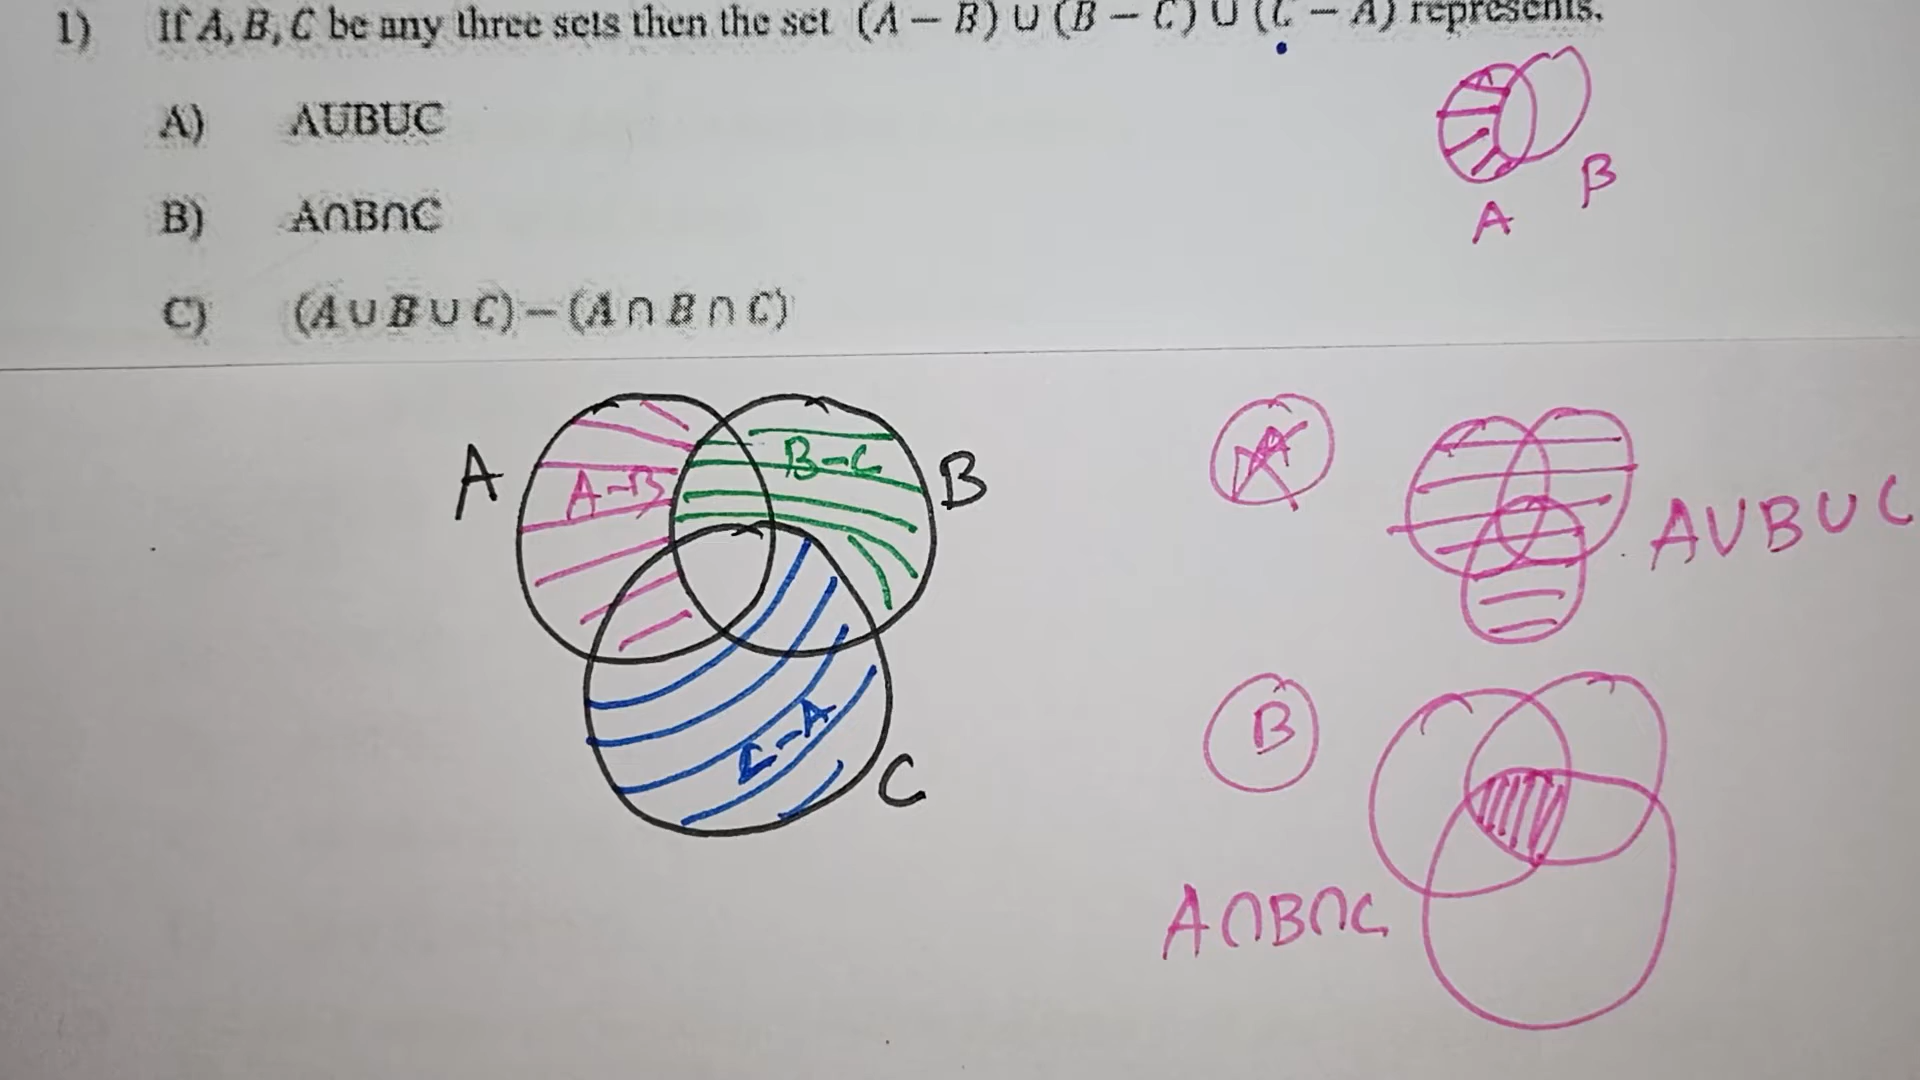 1) If A, B, C be any three sets then the set (A – B) ∪ (B – C) ∪ (C – A) represents.
A) AUBUC
B) A∩B∩C
C) (A ∪ B ∪ C) – (A ∩ B ∩ C)
A
B
A
A – B
B – C
B
C – A
C
A
AUBUC
B
A∩B∩C